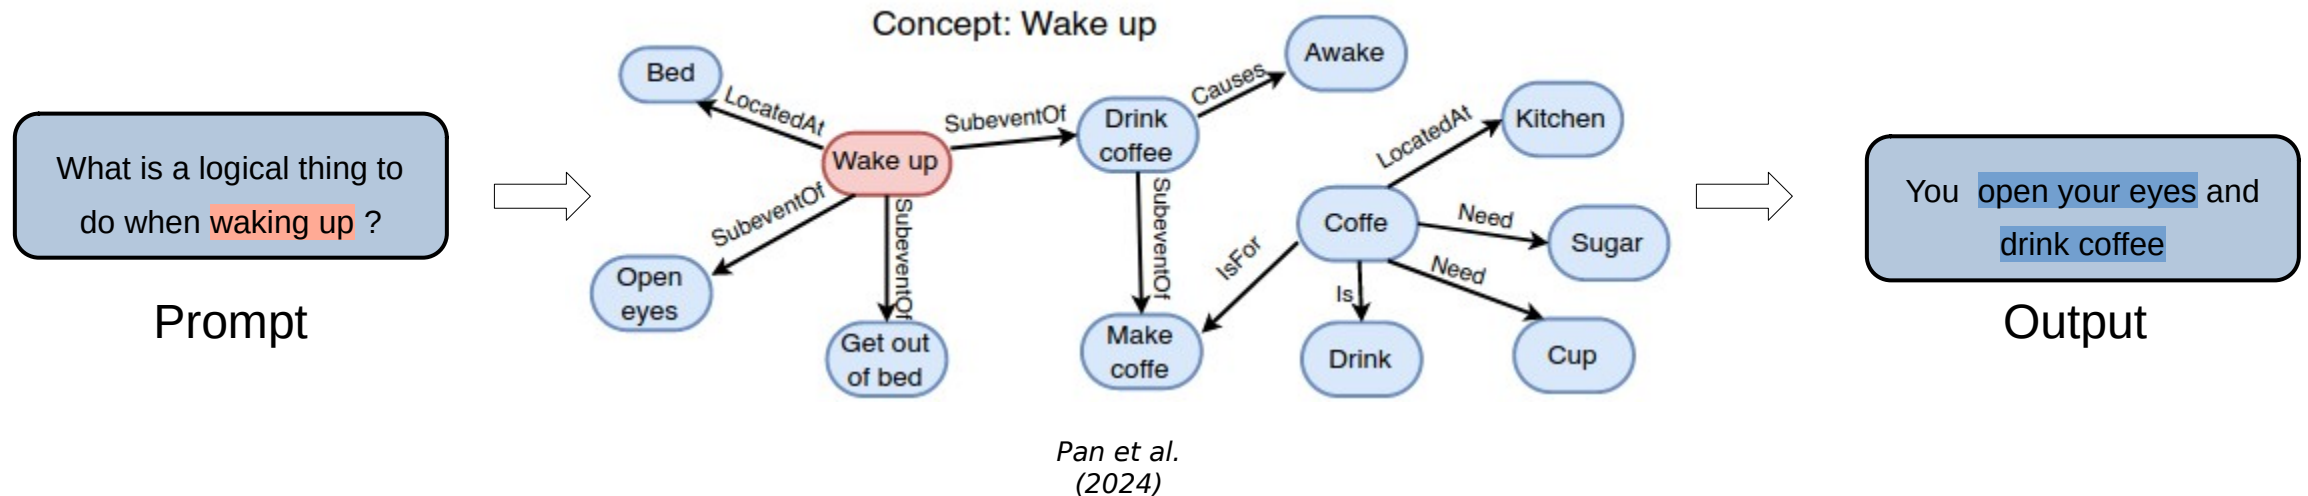 Concept: Wake up
What is a logical thing to
do when waking up ?
Prompt
Bed
LocatedAt
Wake up
SubeventOf
Open
eyes
SubeventOf
Get out
of bed
SubeventOf
Drink
coffee
Causes
Awake
SubeventOf
Make
coffe
IsFor
Coffe
LocatedAt
Kitchen
Need
Sugar
Need
Cup
Is
Drink
You open your eyes and
drink coffee
Output
Pan et al.
(2024)